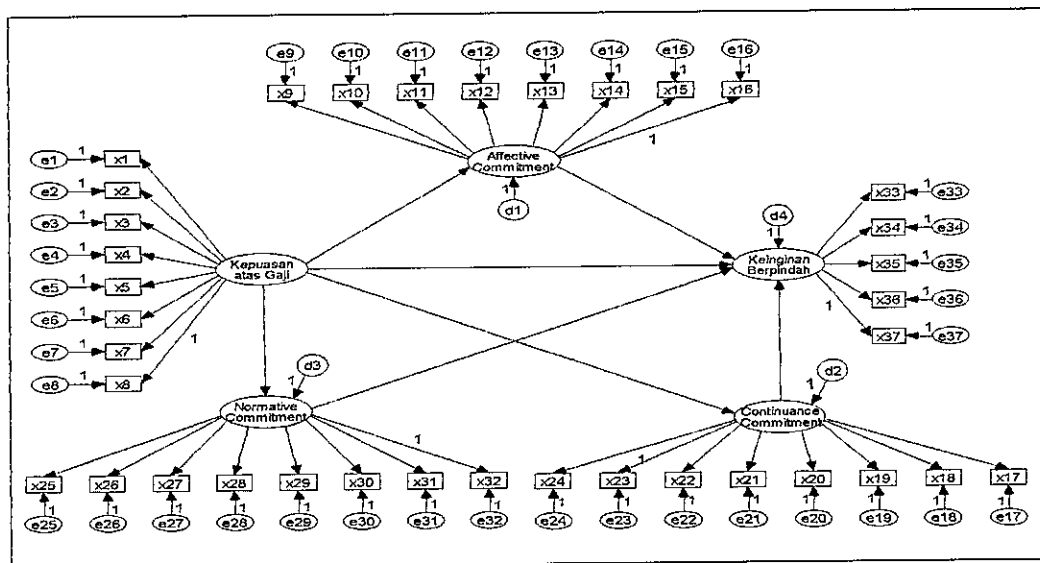 e9 e10 e11 e12 e13 e14 e15 e16
1 1 1 1 1 1 1 1
x9 x10 x11 x12 x13 x14 x15 x16
1
Affective
Commitment
1
d1
e1 1 x1
e2 1 x2
e3 1 x3
e4 1 x4
e5 1 x5
e6 1 x6
e7 1 x7
e8 1 x8
1
Kepuasan
atas Gaji
d4
1
Keinginan
Berpindah
x33 1 e33
x34 1 e34
x35 1 e35
x36 1 e36
x37 1 e37
1
d3
1
Normative
Commitment
1
d2
1
Continuance
Commitment
1
x25 x26 x27 x28 x29 x30 x31 x32
1 1 1 1 1 1 1 1
e25 e26 e27 e28 e29 e30 e31 e32
x24 x23 x22 x21 x20 x19 x18 x17
1 1 1 1 1 1 1 1
e24 e23 e22 e21 e20 e19 e18 e17